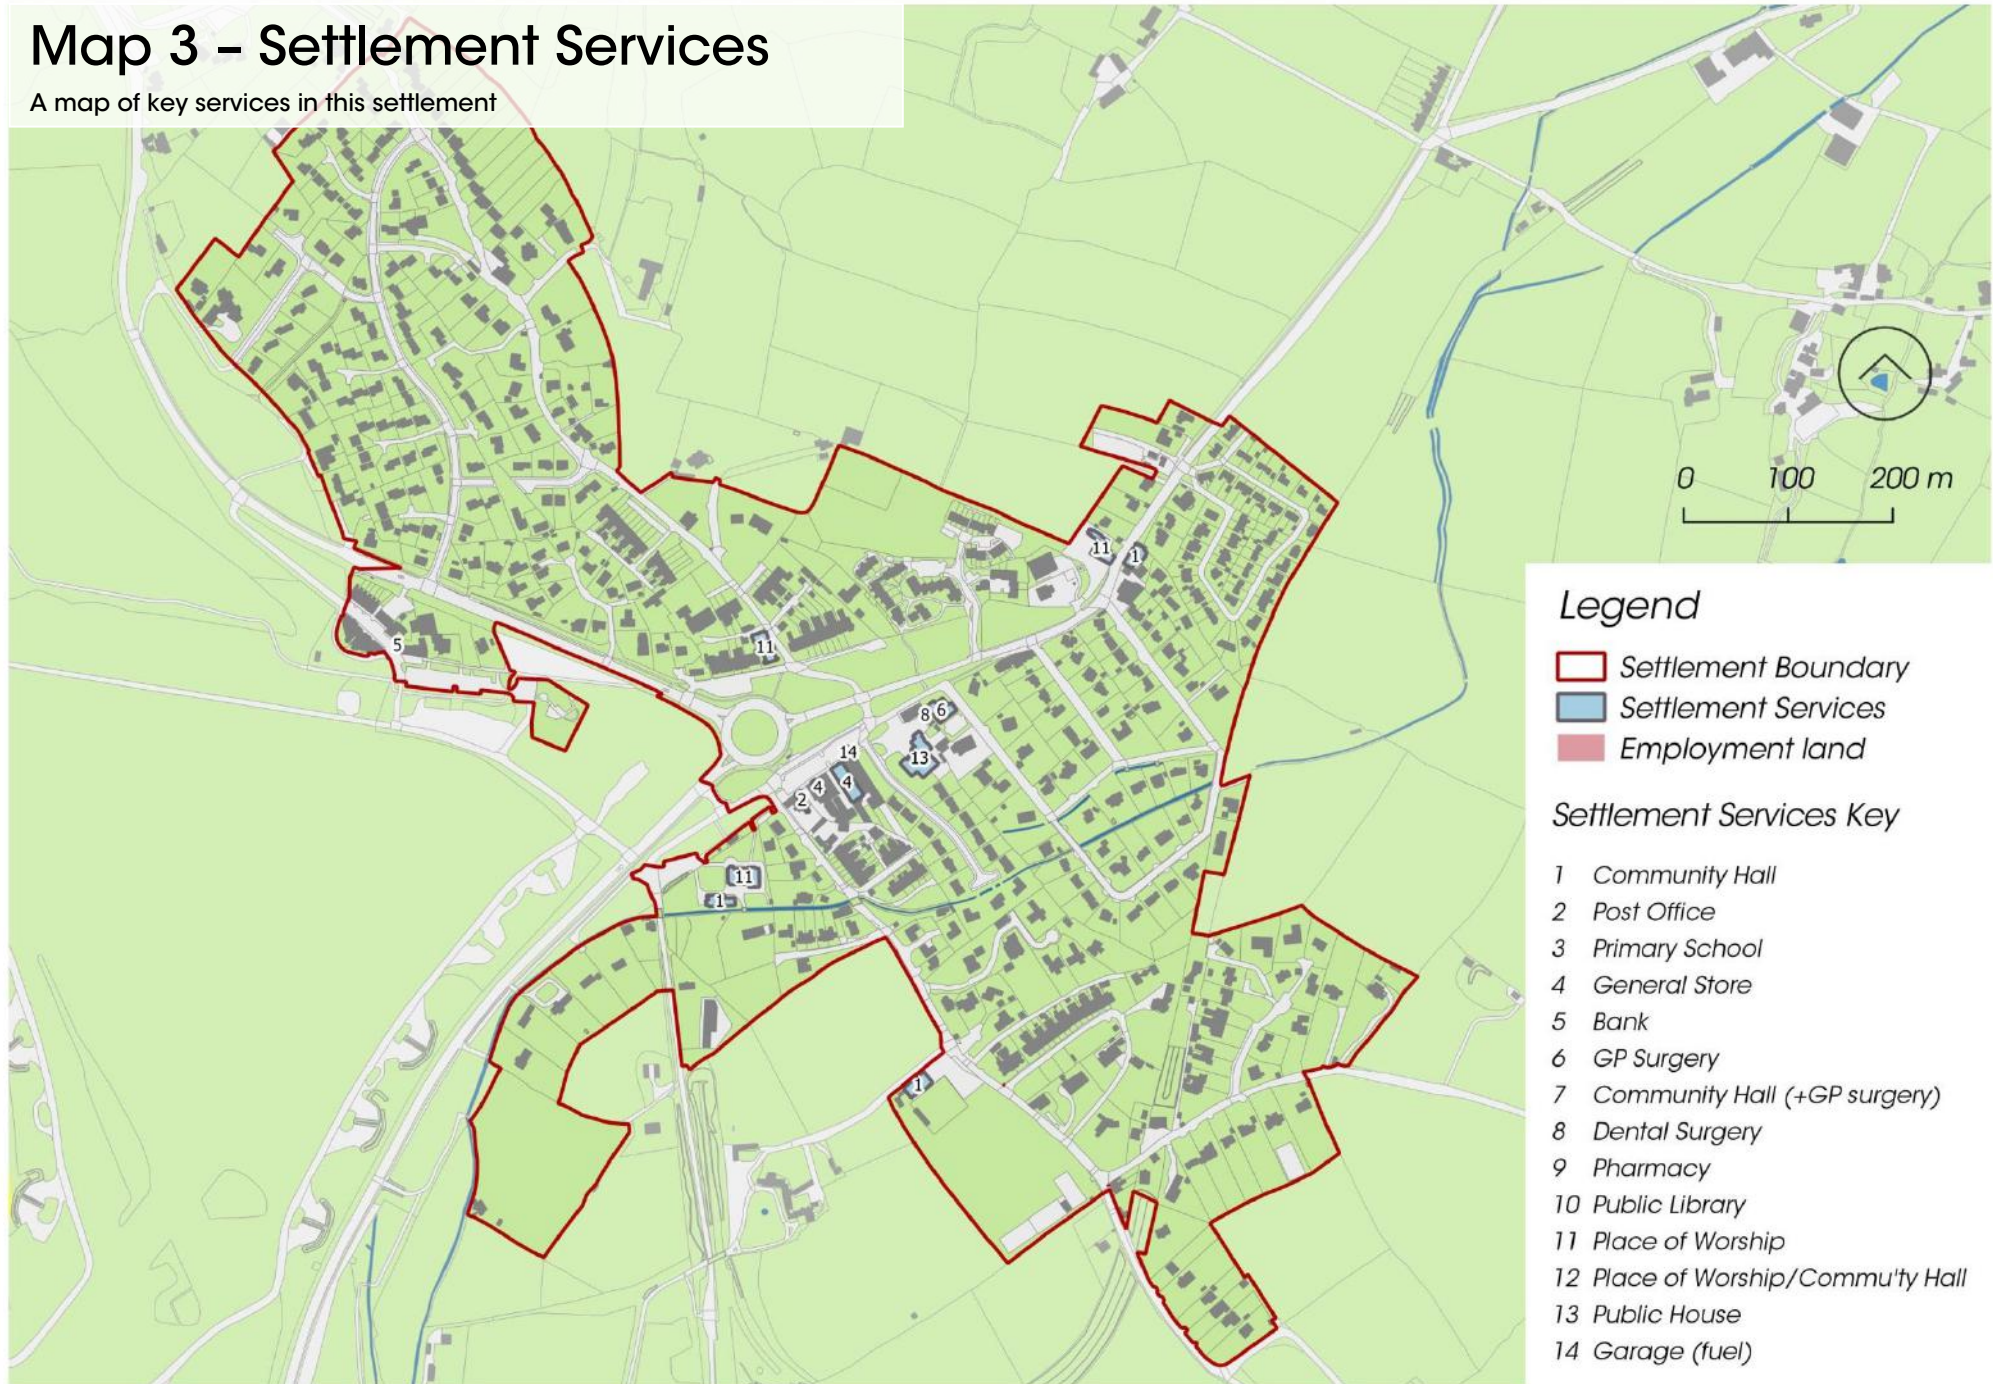 Map 3 – Settlement Services
A map of key services in this settlement
0 100 200 m
11
1
5
11
8 6
14
13
4
4
2
11
1
1
Legend
Settlement Boundary
Settlement Services
Employment land
Settlement Services Key
1 Community Hall
2 Post Office
3 Primary School
4 General Store
5 Bank
6 GP Surgery
7 Community Hall (+GP surgery)
8 Dental Surgery
9 Pharmacy
10 Public Library
11 Place of Worship
12 Place of Worship/Commu'ty Hall
13 Public House
14 Garage (fuel)